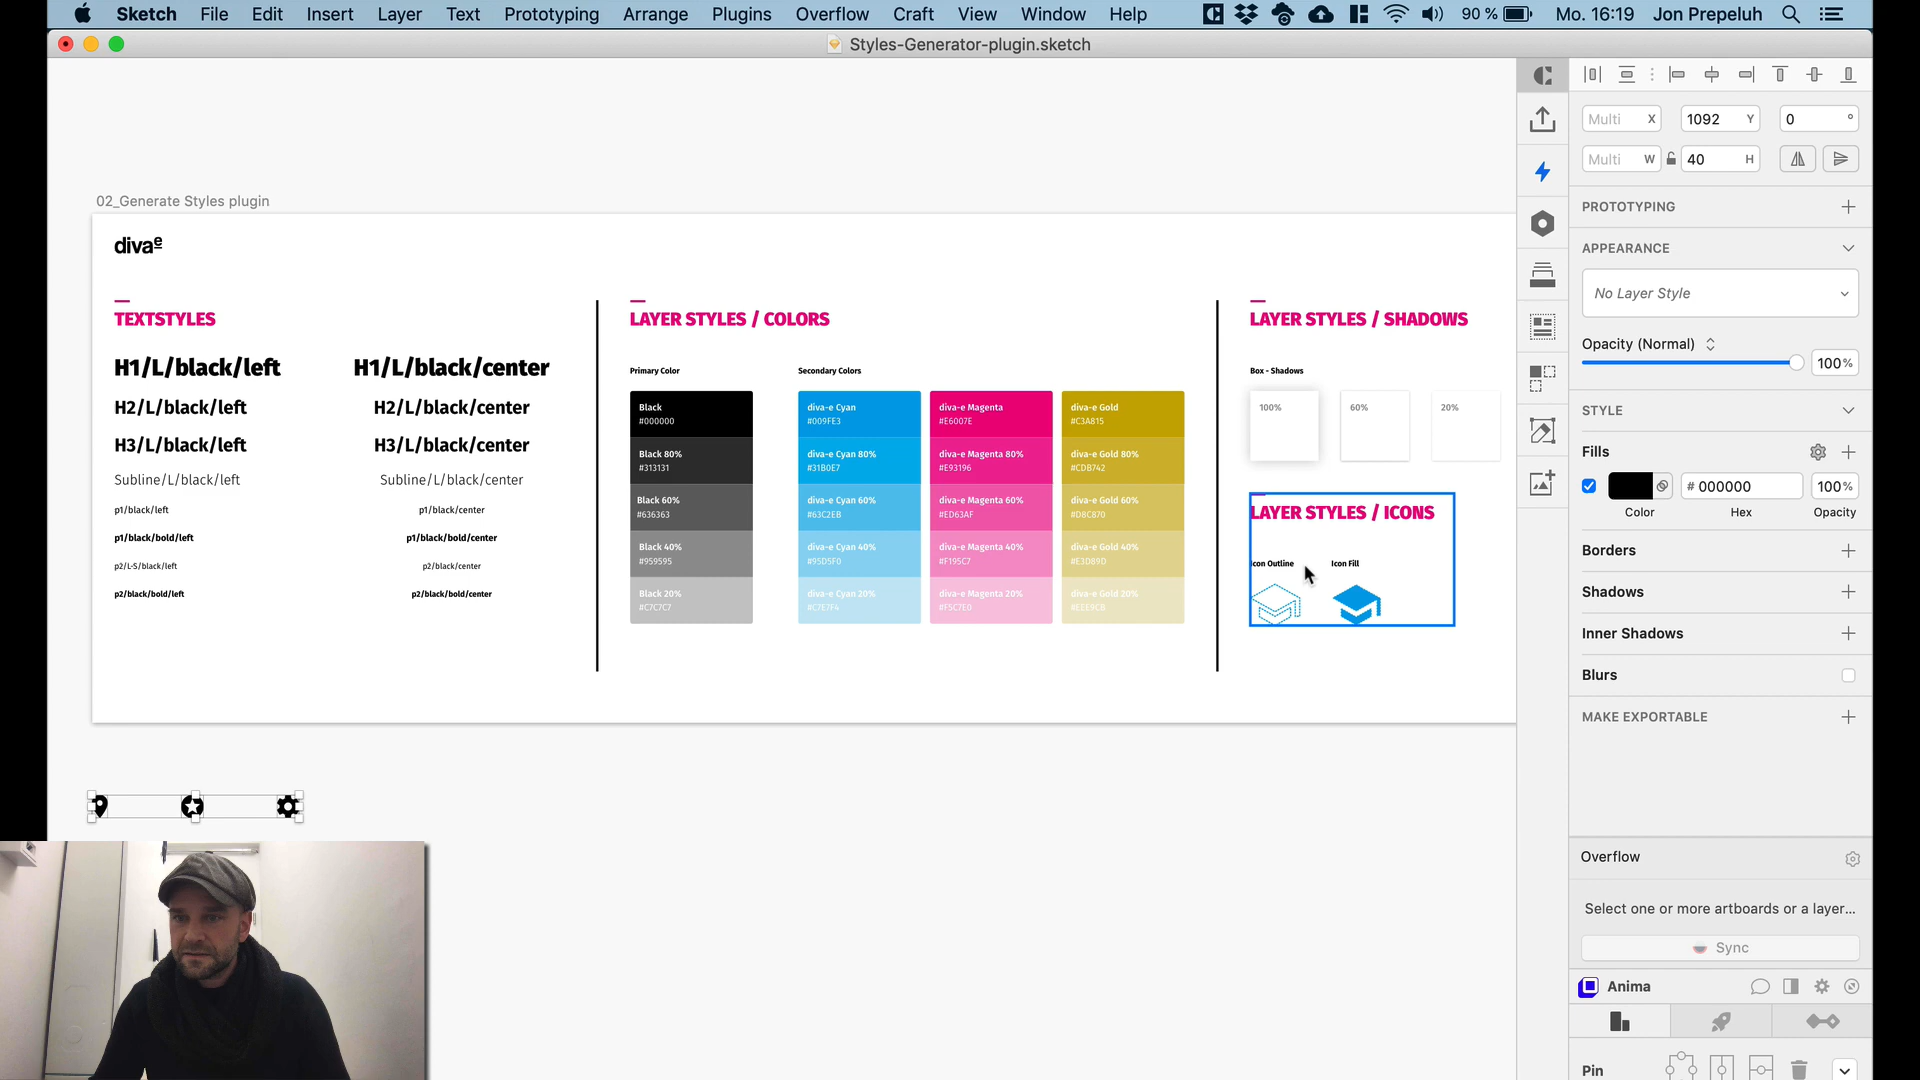 Sketch File Edit Insert Layer Text Prototyping Arrange Plugins Overflow Craft View Window Help 90 % Mo. 16:19 Jon Prepeluh
Styles-Generator-plugin.sketch
02_Generate Styles plugin
divae
TEXTSTYLES
H1/L/black/left
H1/L/black/center
H2/L/black/left
H2/L/black/center
H3/L/black/left
H3/L/black/center
Subline/L/black/left
Subline/L/black/center
p1/black/left
p1/black/center
p1/black/bold/left
p1/black/bold/center
p2/L-S/black/left
p2/black/center
p2/black/bold/left
p2/black/bold/center
LAYER STYLES / COLORS
Primary Color
Secondary Colors
Black
#000000
Black 80%
#313131
Black 60%
#636363
Black 40%
#959595
Black 20%
#C7C7C7
diva-e Cyan
#009FE3
diva-e Cyan 80%
#31B0E7
diva-e Cyan 60%
#63C2EB
diva-e Cyan 40%
#95D5F0
diva-e Cyan 20%
#C7E7F4
diva-e Magenta
#E6007E
diva-e Magenta 80%
#E93196
diva-e Magenta 60%
#ED63AF
diva-e Magenta 40%
#F195C7
diva-e Magenta 20%
#F5C7E0
diva-e Gold
#C3A815
diva-e Gold 80%
#CDB742
diva-e Gold 60%
#D8C870
diva-e Gold 40%
#E3D89D
diva-e Gold 20%
#EEE9CB
LAYER STYLES / SHADOWS
Box - Shadows
100%
60%
20%
LAYER STYLES / ICONS
Icon Outline
Icon Fill
Multi X
1092 Y
0 °
Multi W
40 H
PROTOTYPING
APPEARANCE
No Layer Style
Opacity (Normal)
100%
STYLE
Fills
# 000000
100%
Color
Hex
Opacity
Borders
Shadows
Inner Shadows
Blurs
MAKE EXPORTABLE
Overflow
Select one or more artboards or a layer...
Sync
Anima
Pin